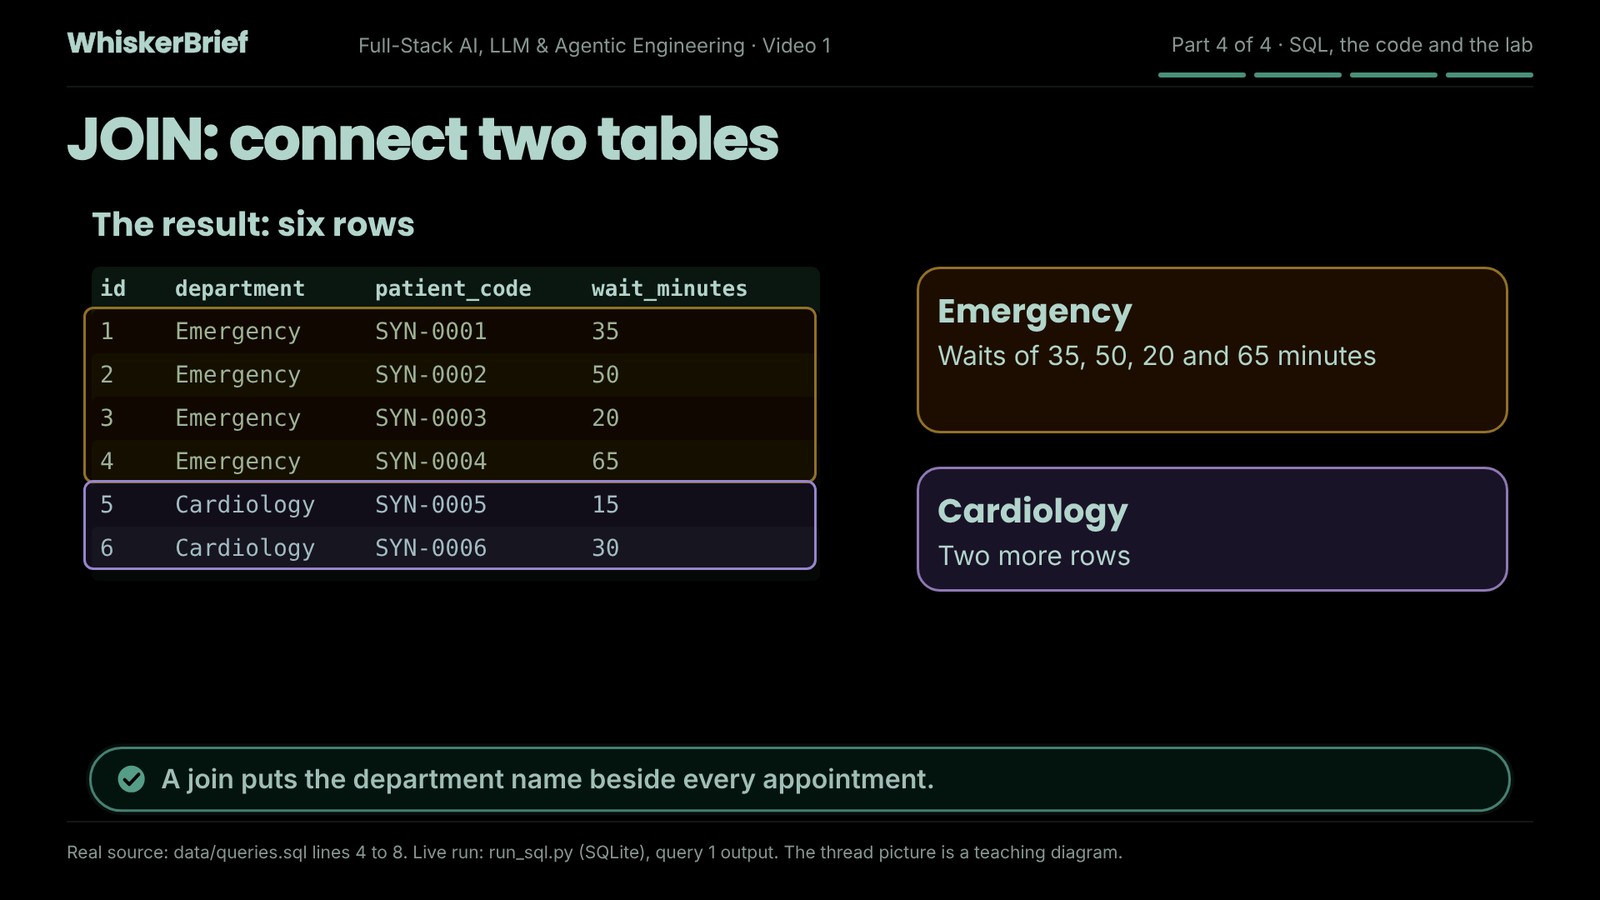 WhiskerBrief
Full-Stack AI, LLM & Agentic Engineering · Video 1
Part 4 of 4 · SQL, the code and the lab
JOIN: connect two tables
The result: six rows
id department patient_code wait_minutes
1 Emergency SYN-0001 35
2 Emergency SYN-0002 50
3 Emergency SYN-0003 20
4 Emergency SYN-0004 65
5 Cardiology SYN-0005 15
6 Cardiology SYN-0006 30
Emergency
Waits of 35, 50, 20 and 65 minutes
Cardiology
Two more rows
A join puts the department name beside every appointment.
Real source: data/queries.sql lines 4 to 8. Live run: run_sql.py (SQLite), query 1 output. The thread picture is a teaching diagram.